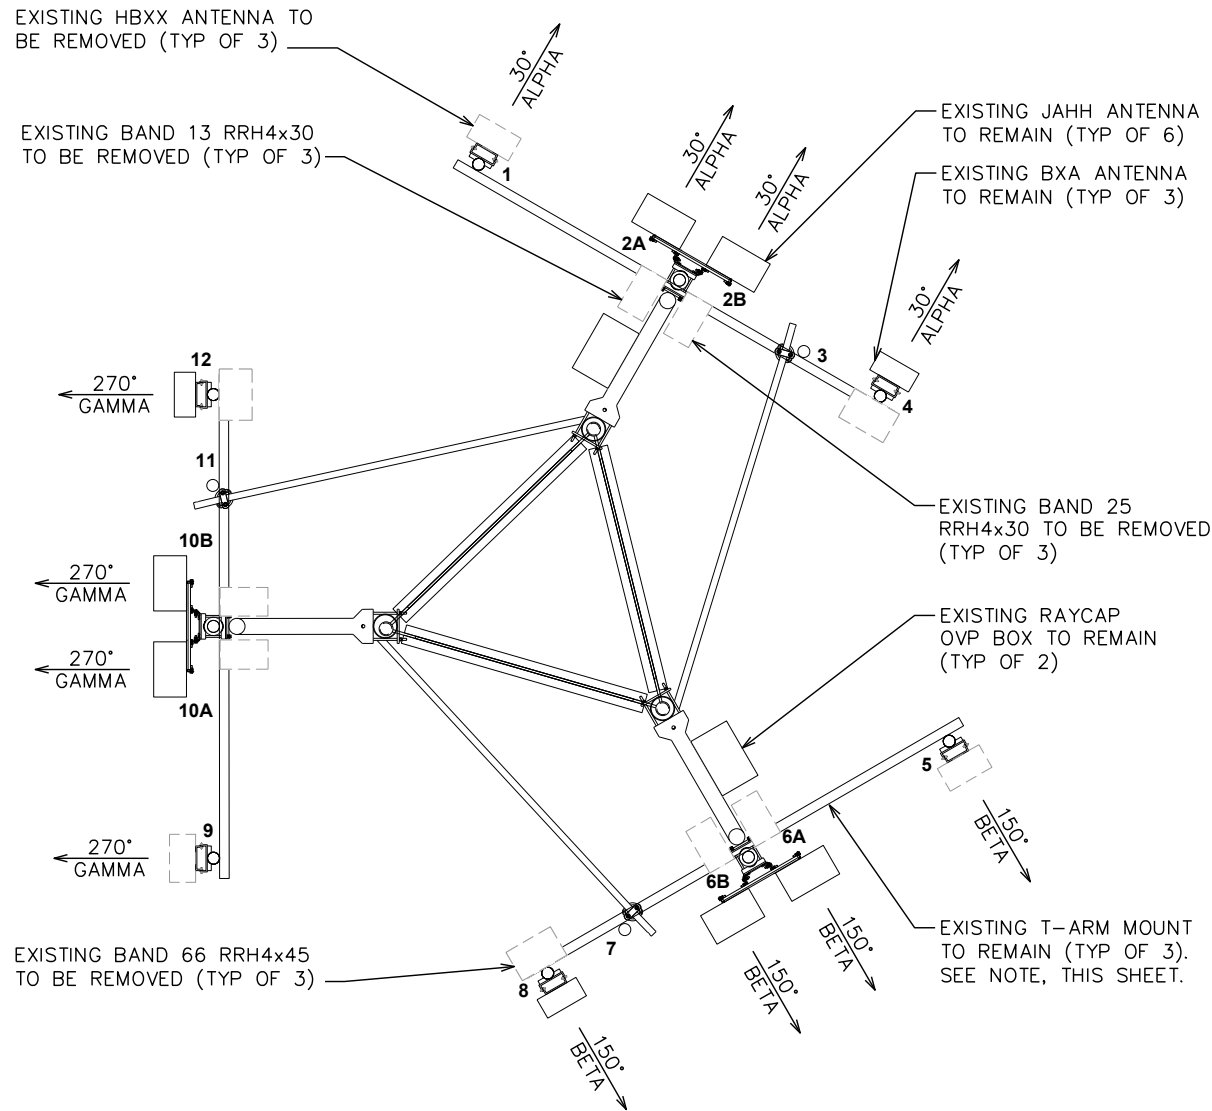 EXISTING HBXX ANTENNA TO
BE REMOVED (TYP OF 3)
EXISTING BAND 13 RRH4x30
TO BE REMOVED (TYP OF 3)
30°
ALPHA
30°
ALPHA
30°
ALPHA
30°
ALPHA
EXISTING JAHH ANTENNA
TO REMAIN (TYP OF 6)
EXISTING BXA ANTENNA
TO REMAIN (TYP OF 3)
1
2A
2B
3
4
12
270°
GAMMA
11
10B
270°
GAMMA
270°
GAMMA
10A
9
270°
GAMMA
EXISTING BAND 25
RRH4x30 TO BE REMOVED
(TYP OF 3)
EXISTING RAYCAP
OVP BOX TO REMAIN
(TYP OF 2)
5
6A
6B
7
8
150°
BETA
150°
BETA
150°
BETA
150°
BETA
EXISTING BAND 66 RRH4x45
TO BE REMOVED (TYP OF 3)
EXISTING T-ARM MOUNT
TO REMAIN (TYP OF 3).
SEE NOTE, THIS SHEET.